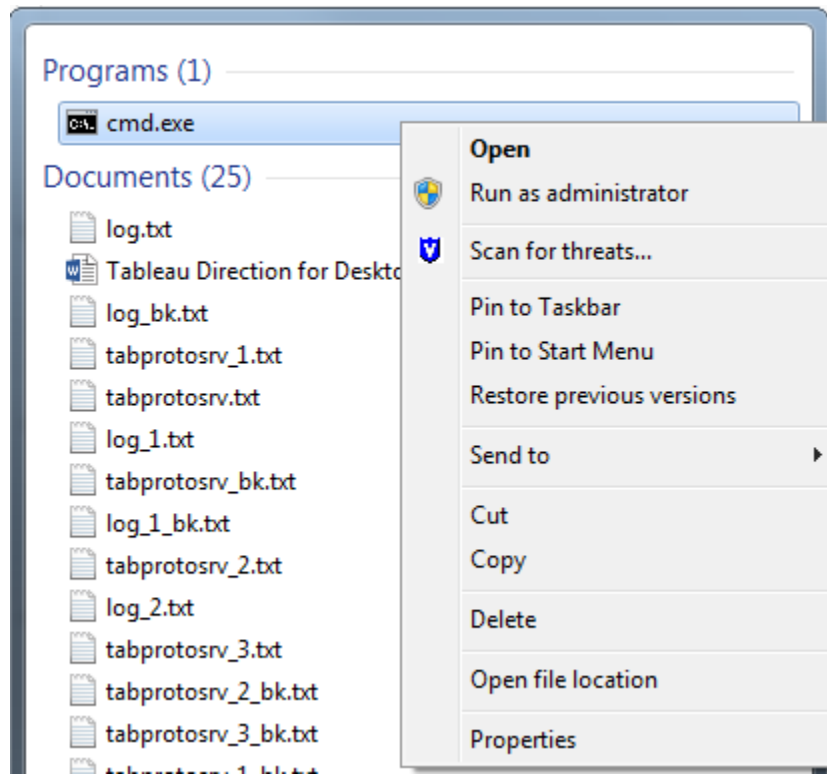 Programs (1)
cmd.exe
Documents (25)
log.txt
Tableau Direction for
log_bk.txt
tabprotosrv_1.txt
tabprotosrv.txt
log_1.txt
tabprotosrv_bk.txt
log_1_bk.txt
tabprotosrv_2.txt
log_2.txt
tabprotosrv_3.txt
tabprotosrv_2_bk.txt
tabprotosrv_3_bk.txt
Open
Run as administrator
Scan for threats...
Pin to Taskbar
Pin to Start Menu
Restore previous versions
Send to
Cut
Copy
Delete
Open file location
Properties